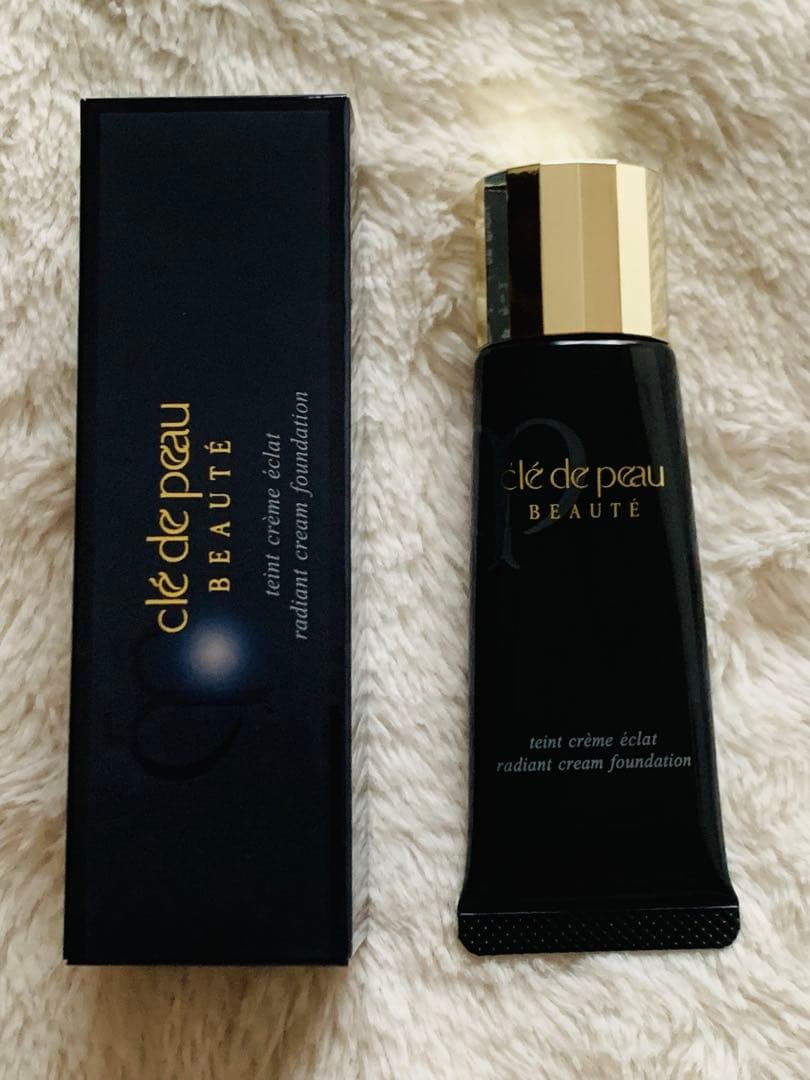 clé de peau
BEAUTÉ
teint crème éclat
radiant cream foundation
clé de peau
BEAUTÉ
teint crème éclat
radiant cream foundation